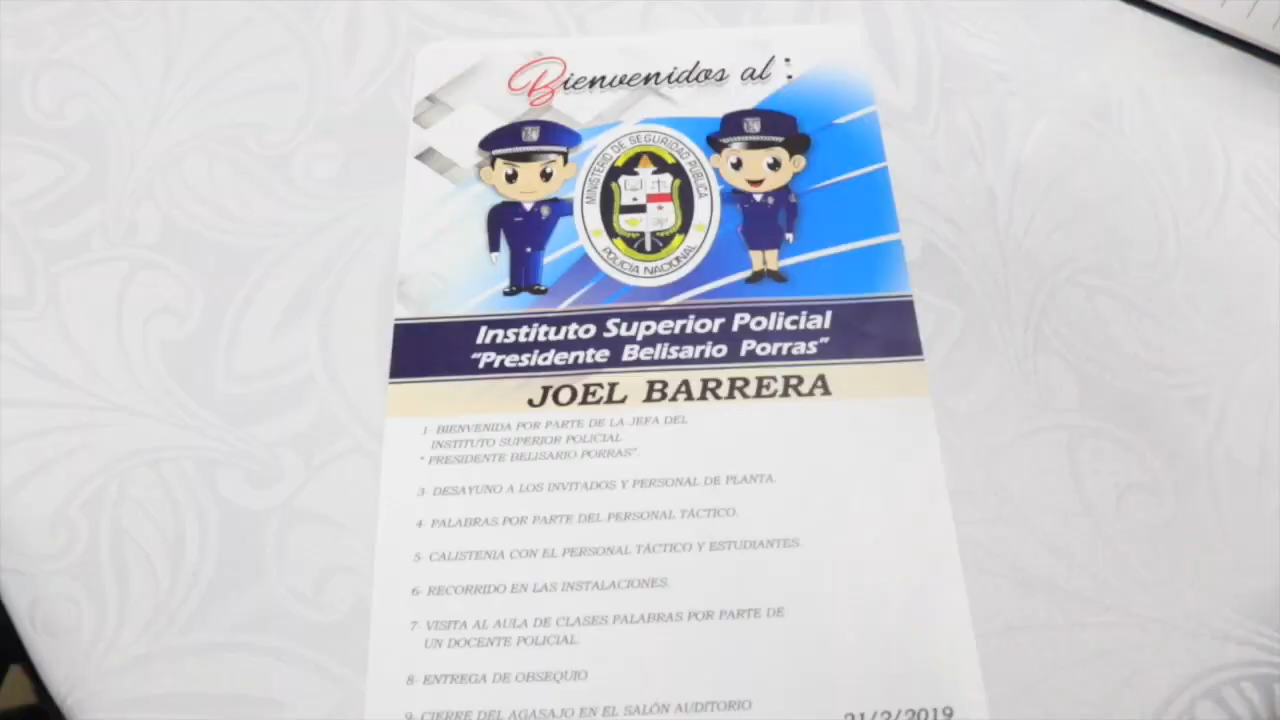 Bienvenidos al :
MINISTERIO DE SEGURIDAD PÚBLICA
POLICÍA NACIONAL
Instituto Superior Policial
"Presidente Belisario Porras"
JOEL BARRERA
1- BIENVENIDA POR PARTE DE LA JEFA DEL
INSTITUTO SUPERIOR POLICIAL
" PRESIDENTE BELISARIO PORRAS".
3- DESAYUNO A LOS INVITADOS Y PERSONAL DE PLANTA.
4- PALABRAS POR PARTE DEL PERSONAL TÁCTICO.
5- CALISTENIA CON EL PERSONAL TÁCTICO Y ESTUDIANTES.
6- RECORRIDO EN LAS INSTALACIONES.
7- VISITA AL AULA DE CLASES PALABRAS POR PARTE DE
UN DOCENTE POLICIAL.
8- ENTREGA DE OBSEQUIO
9- CIERRE DEL AGASAJO EN EL SALÓN AUDITORIO
21/2/2019